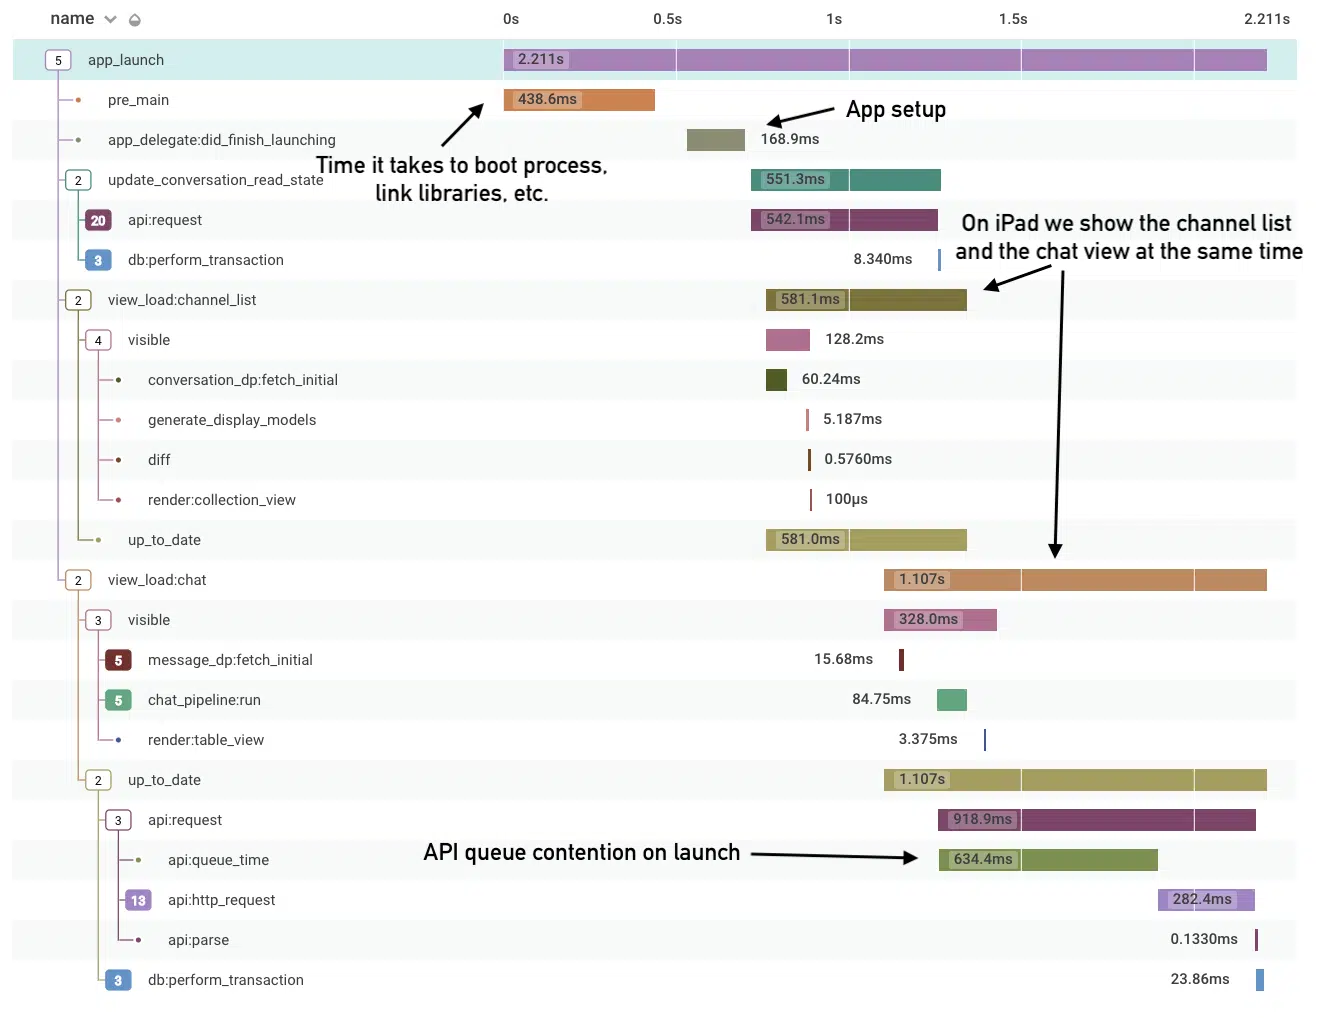 name 0s 0.5s 1s 1.5s 2.211s
5 app_launch 2.211s
pre_main 438.6ms
App setup
app_delegate:did_finish_launching 168.9ms
Time it takes to boot process,
link libraries, etc.
2 update_conversation_read_state 551.3ms
20 api:request 542.1ms
On iPad we show the channel list
and the chat view at the same time
3 db:perform_transaction 8.340ms
2 view_load:channel_list 581.1ms
4 visible 128.2ms
conversation_dp:fetch_initial 60.24ms
generate_display_models 5.187ms
diff 0.5760ms
render:collection_view 100µs
up_to_date 581.0ms
2 view_load:chat 1.107s
3 visible 328.0ms
5 message_dp:fetch_initial 15.68ms
5 chat_pipeline:run 84.75ms
render:table_view 3.375ms
2 up_to_date 1.107s
3 api:request 918.9ms
API queue contention on launch
api:queue_time 634.4ms
13 api:http_request 282.4ms
api:parse 0.1330ms
3 db:perform_transaction 23.86ms